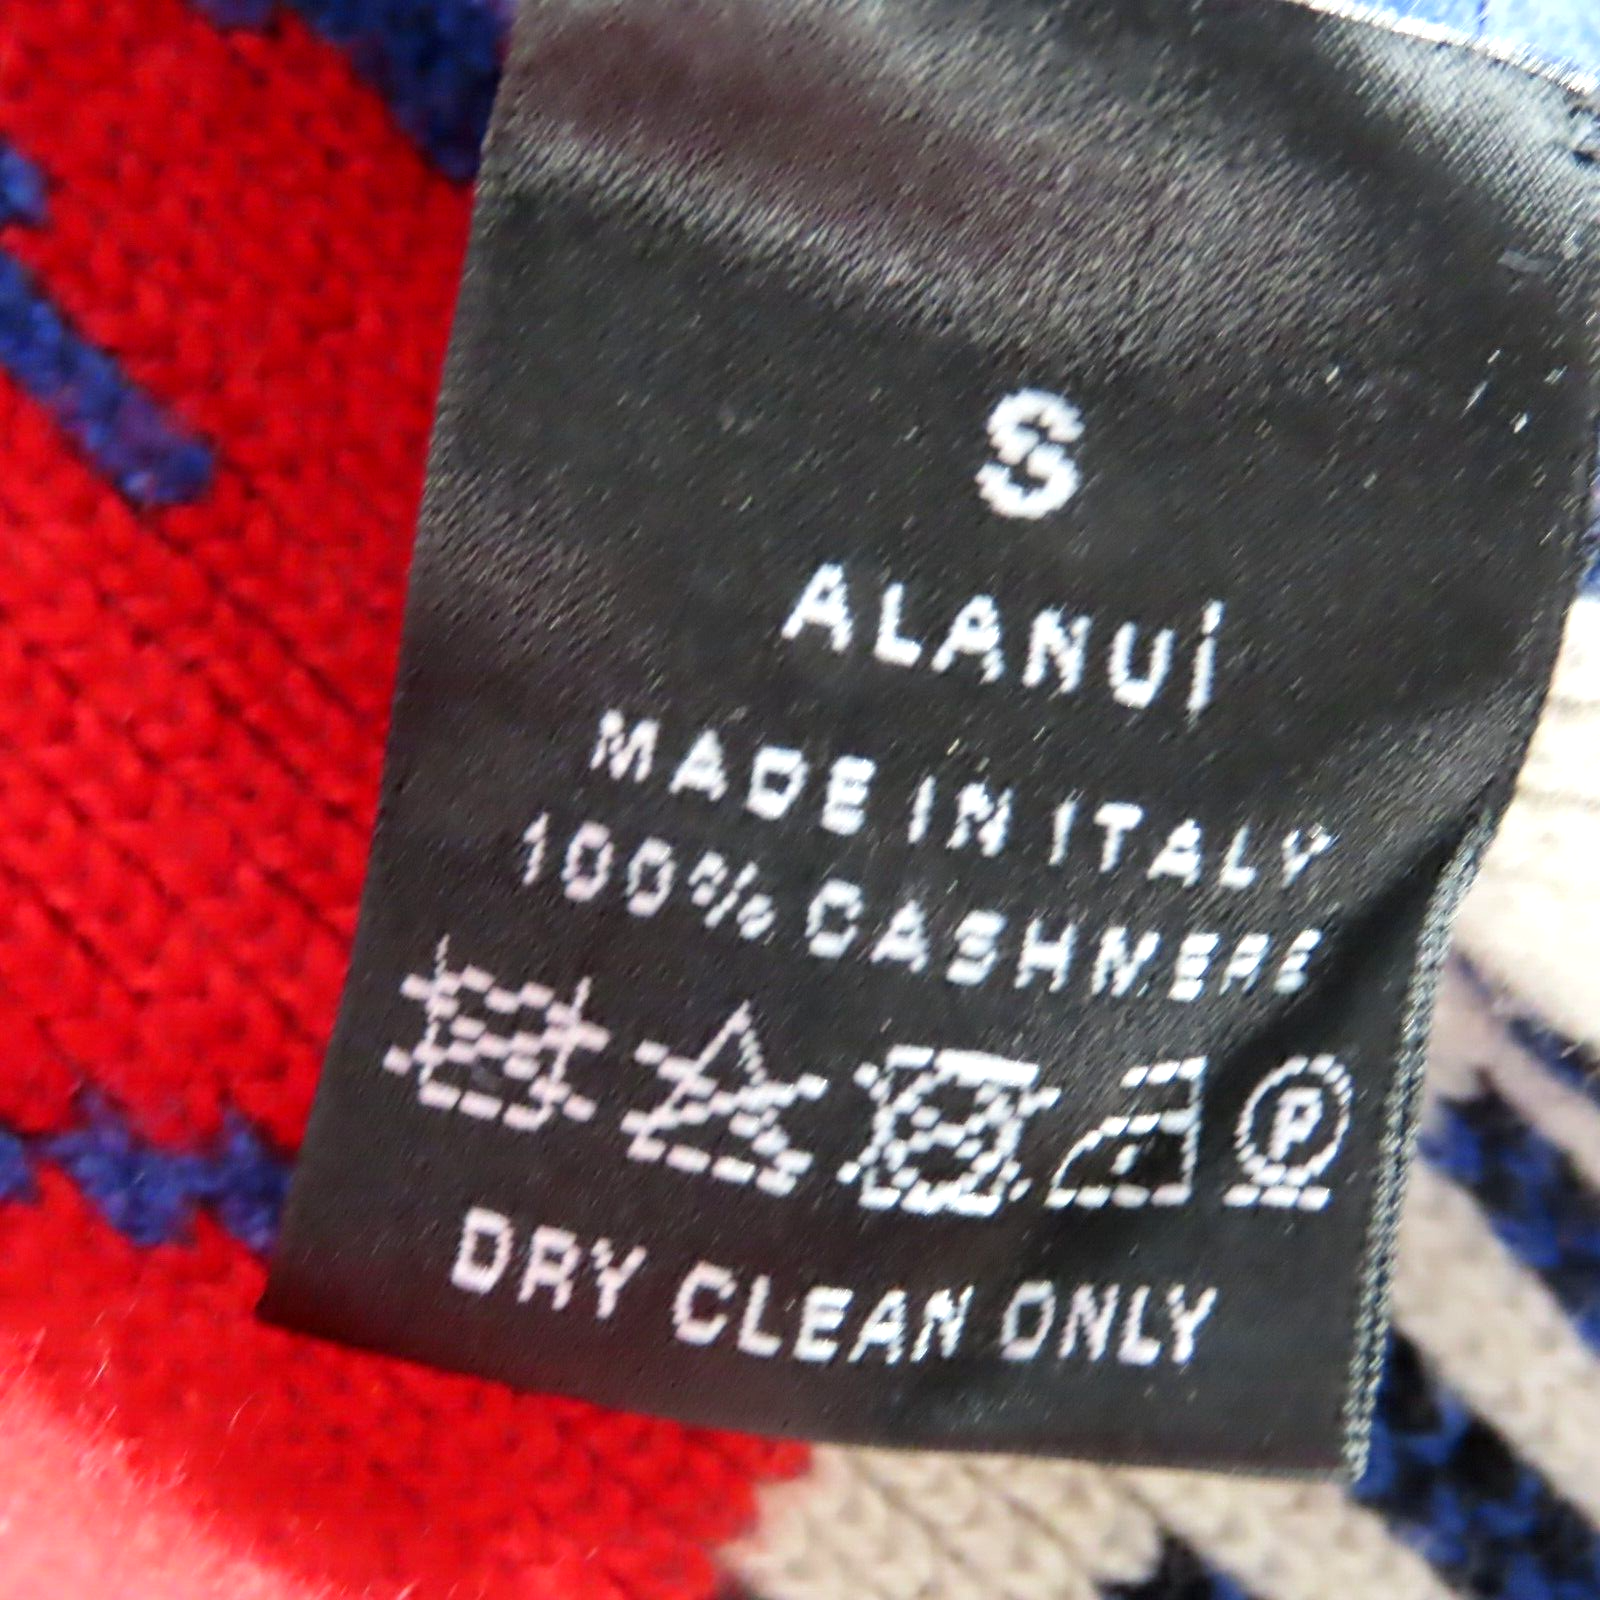 S
ALANUi
MADE IN ITALY
100% CASHMERE
P
DRY CLEAN ONLY